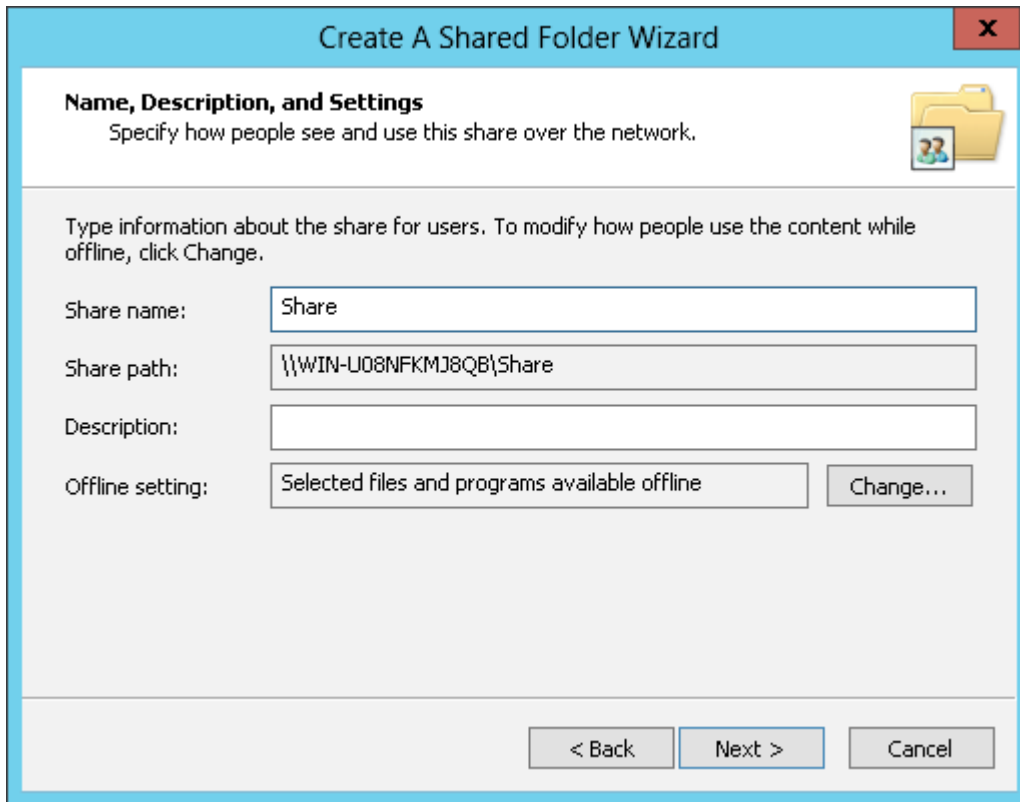 Create A Shared Folder Wizard
x
Name, Description, and Settings
Specify how people see and use this share over the network.
Type information about the share for users. To modify how people use the content while
offline, click Change.
Share name: Share
Share path: \\WIN-U08NFKMJ8QB\Share
Description:
Offline setting: Selected files and programs available offline Change...
< Back Next > Cancel